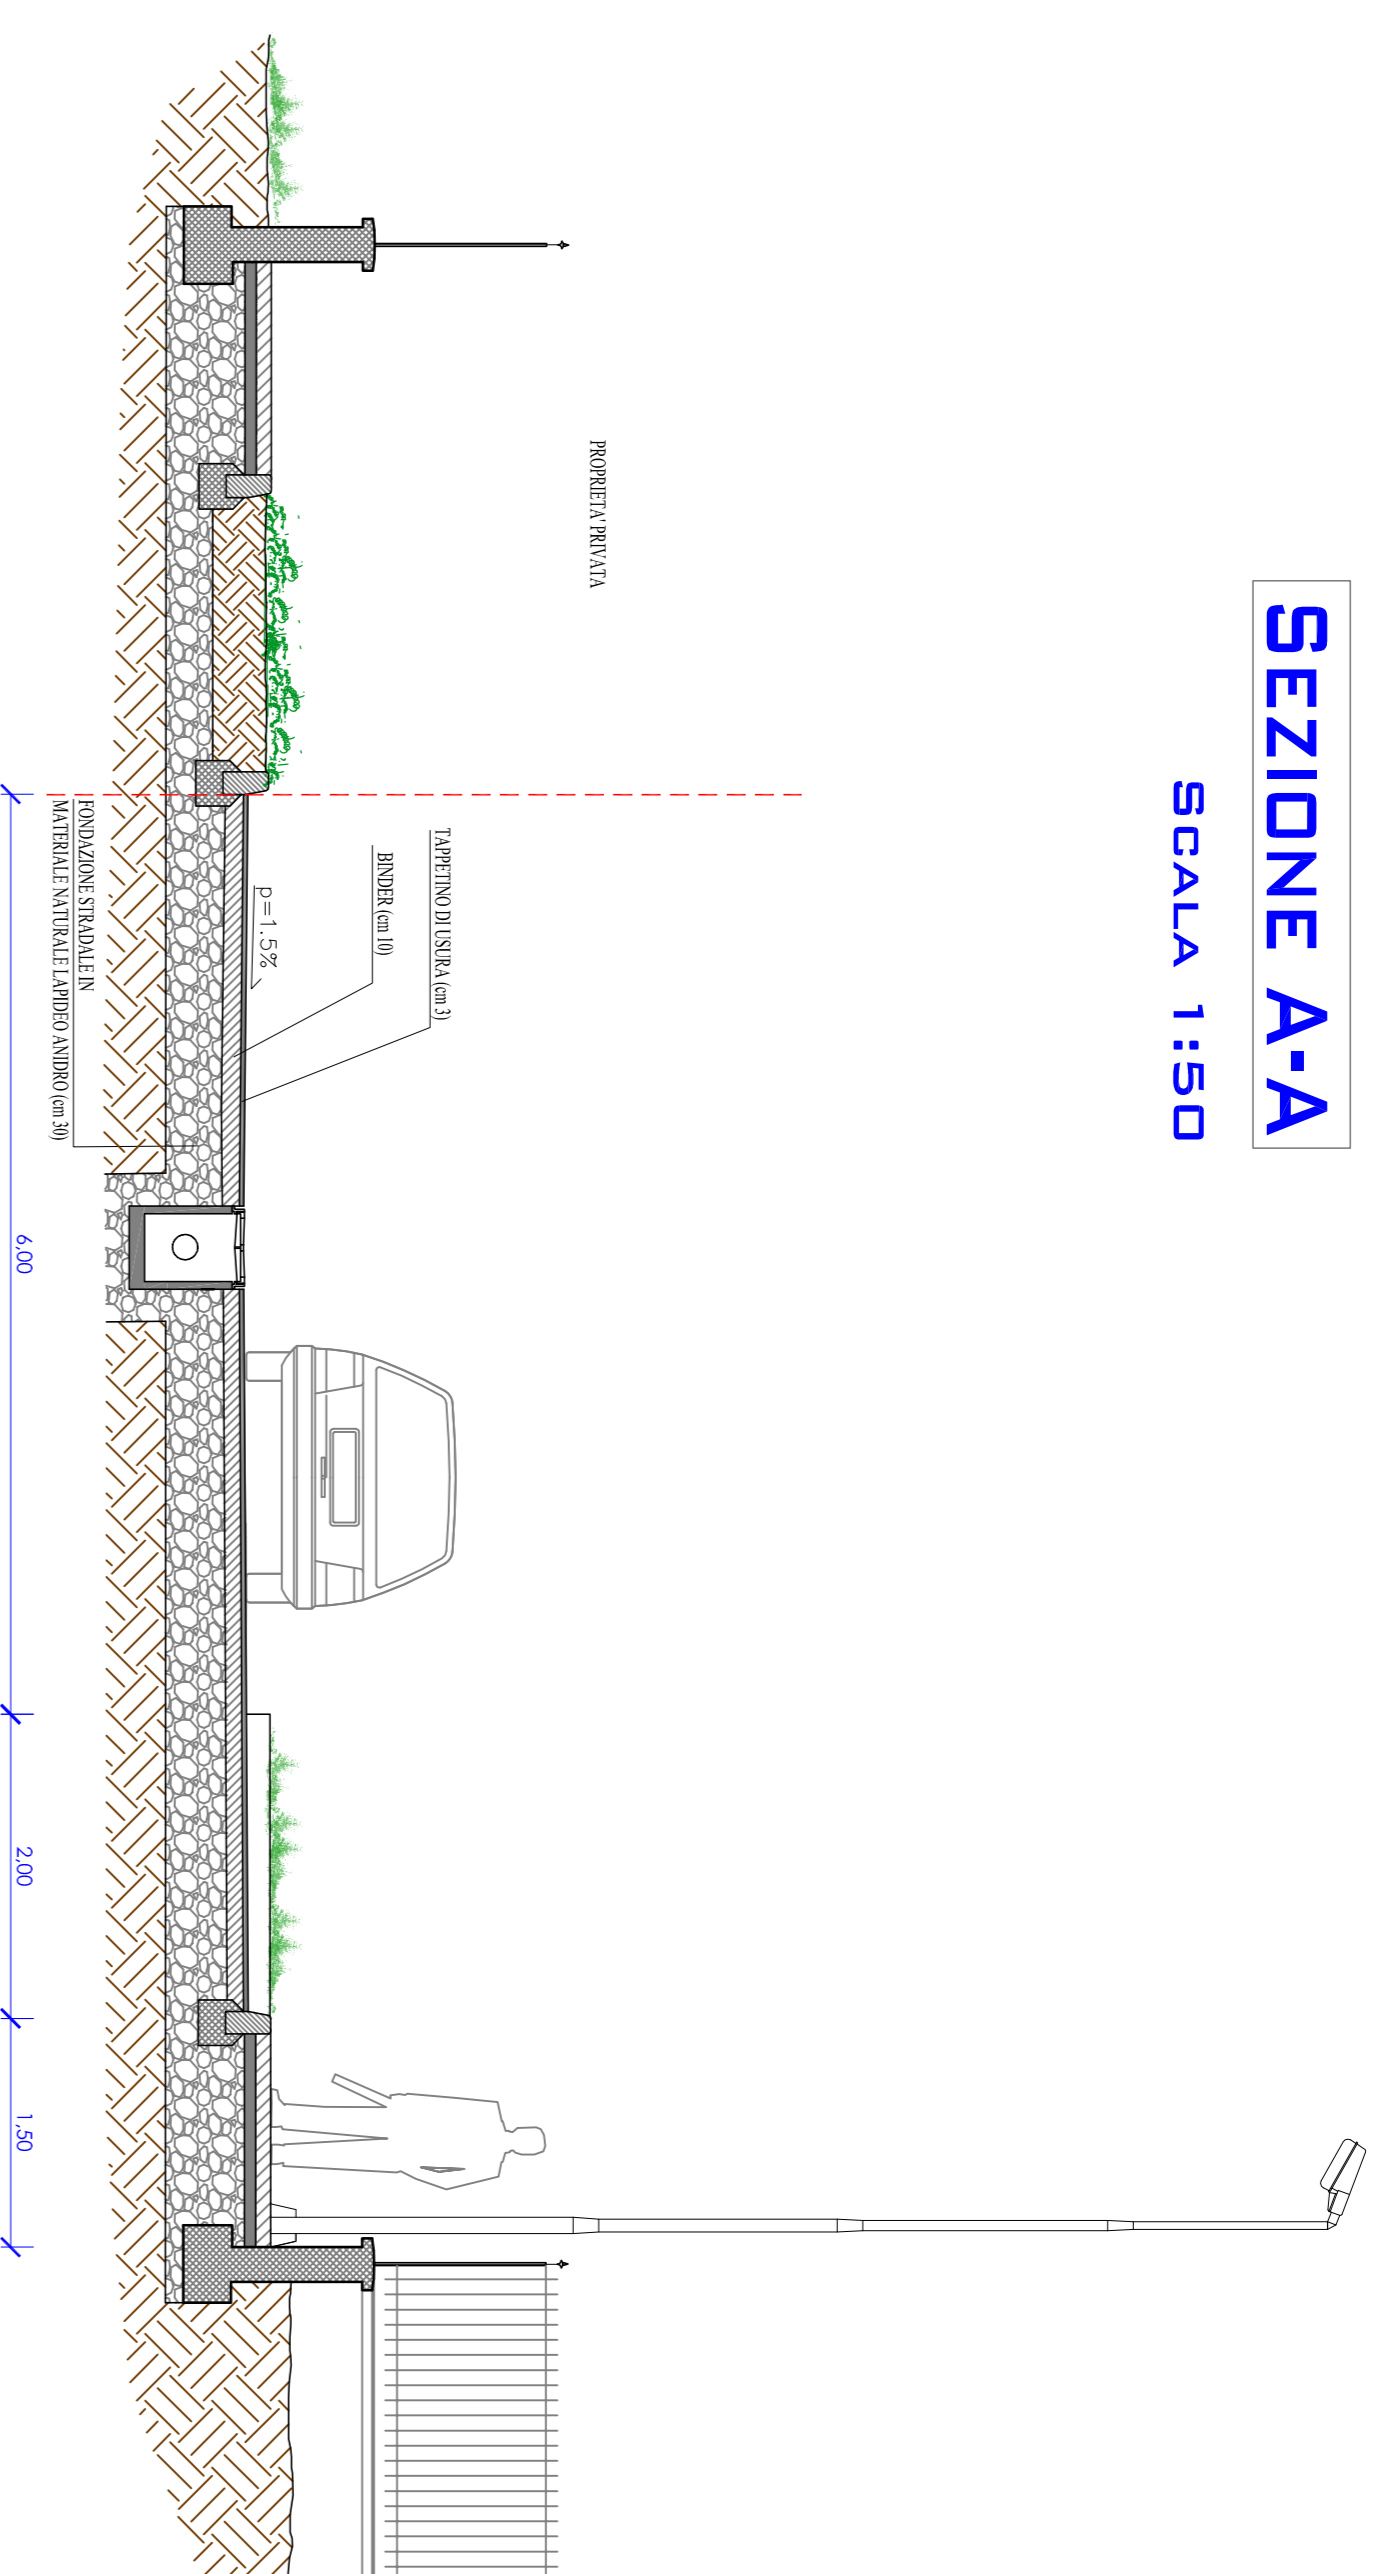 SEZIONE A-A
SCALA 1:50
PROPRIETA' PRIVATA
TAPPETINO DI USURA (cm 3)
BINDER (cm 10)
p=1.5%
FONDAZIONE STRADALE IN
MATERIALE NATURALE LAPIDEO ANIDRO (cm 30)
6,00
2,00
1,50